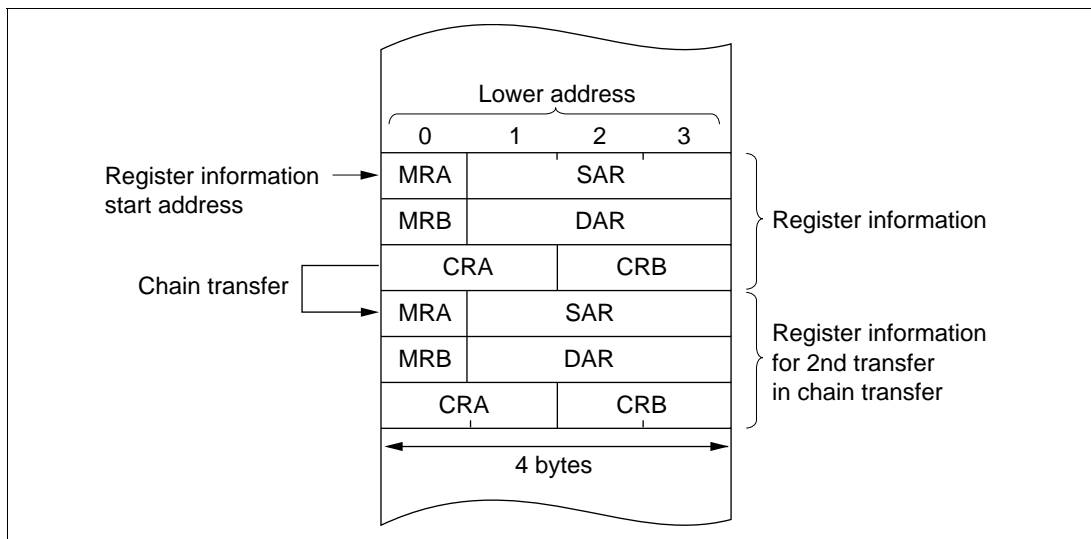 Lower address
0 1 2 3
Register information
start address
MRA SAR
MRB DAR
Register information
CRA CRB
Chain transfer
MRA SAR
Register information
for 2nd transfer
in chain transfer
MRB DAR
CRA CRB
4 bytes